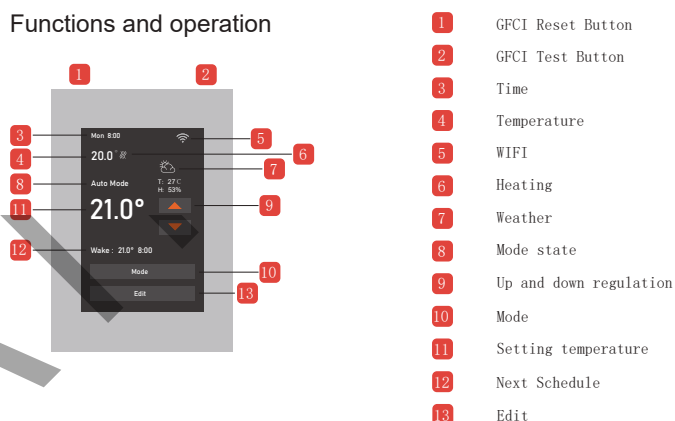 Functions and operation
1 2
3 Mon 8:00 5
4 20.0° 6
7
8 Auto Mode T: 27℃
H: 53%
11 21.0° 9
12 Wake : 21.0° 8:00
Mode 10
Edit 13
1 GFCI Reset Button
2 GFCI Test Button
3 Time
4 Temperature
5 WIFI
6 Heating
7 Weather
8 Mode state
9 Up and down regulation
10 Mode
11 Setting temperature
12 Next Schedule
13 Edit